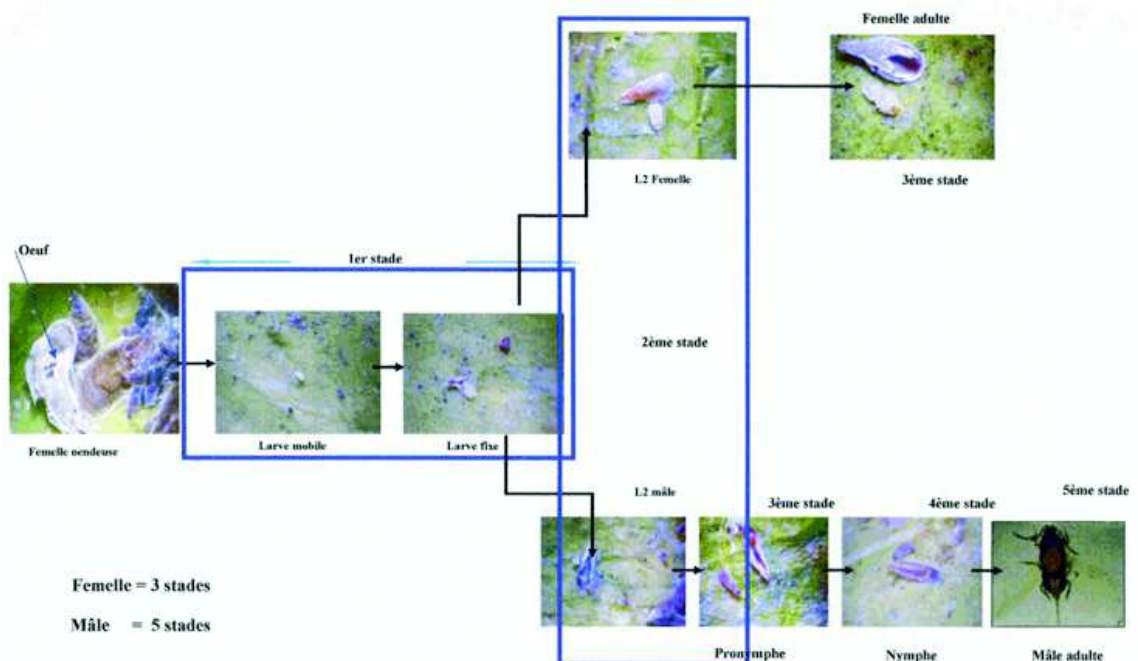 Femelle adulte
L2 Femelle
3ème stade
Oeuf
1er stade
2ème stade
Femelle nendeuse
Larve mobile
Larve fixe
L2 mâle
3ème stade
4ème stade
5ème stade
Femelle = 3 stades
Mâle = 5 stades
Pronymphe
Nymphe
Mâle adulte